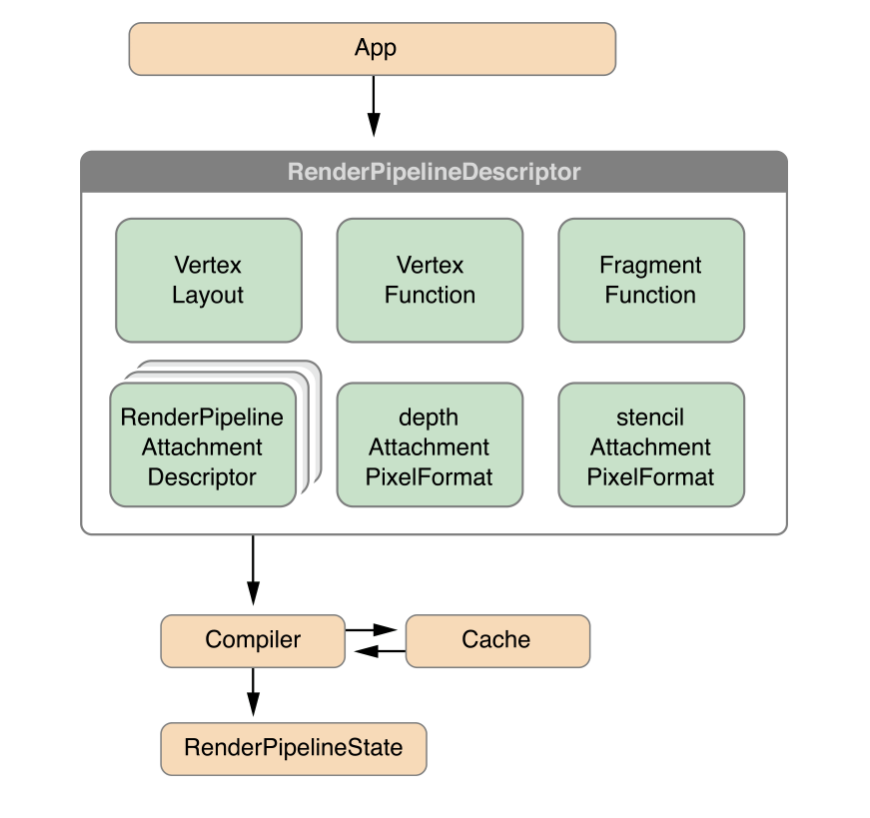 App
RenderPipelineDescriptor
Vertex
Layout
Vertex
Function
Fragment
Function
RenderPipeline
Attachment
Descriptor
depth
Attachment
PixelFormat
stencil
Attachment
PixelFormat
Compiler
Cache
RenderPipelineState